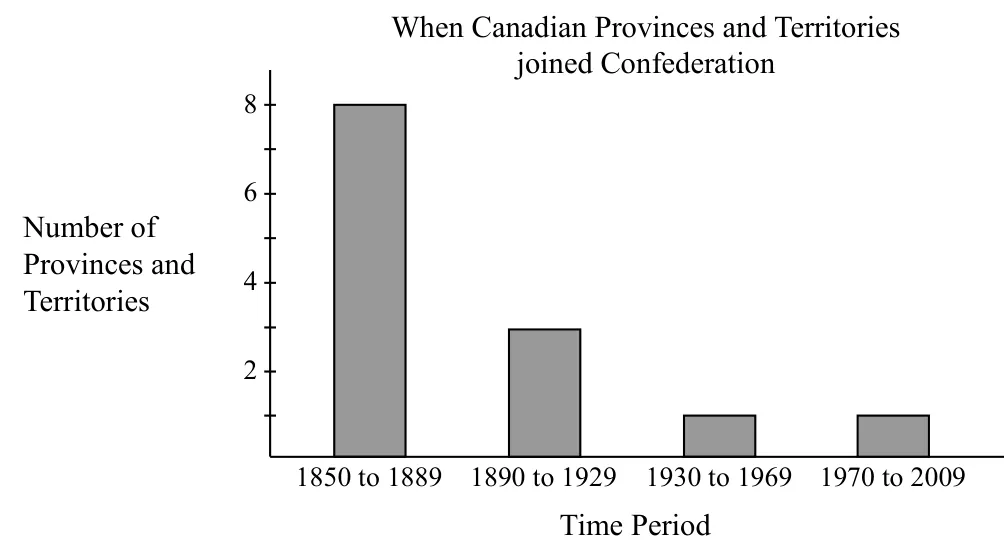 When Canadian Provinces and Territories
joined Confederation
8
6
4
2
Number of
Provinces and
Territories
1850 to 1889
1890 to 1929
1930 to 1969
1970 to 2009
Time Period